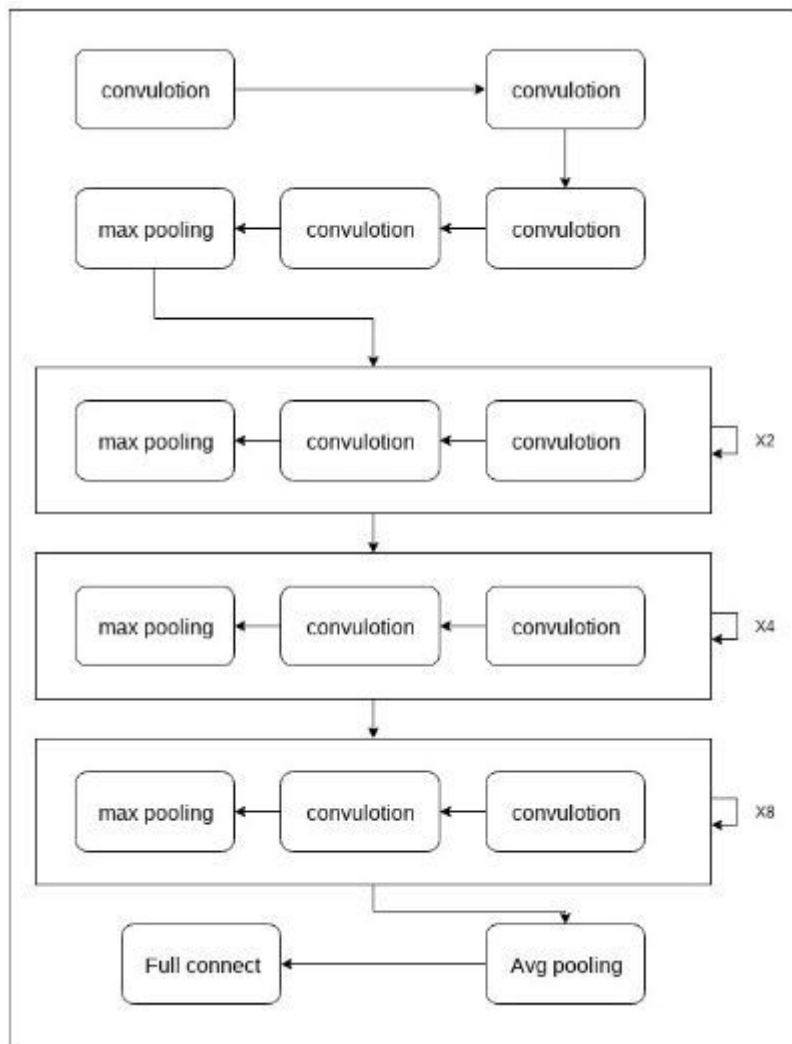 convulotion
convulotion
max pooling
convulotion
convulotion
max pooling
convulotion
convulotion
X2
max pooling
convulotion
convulotion
X4
max pooling
convulotion
convulotion
X8
Full connect
Avg pooling